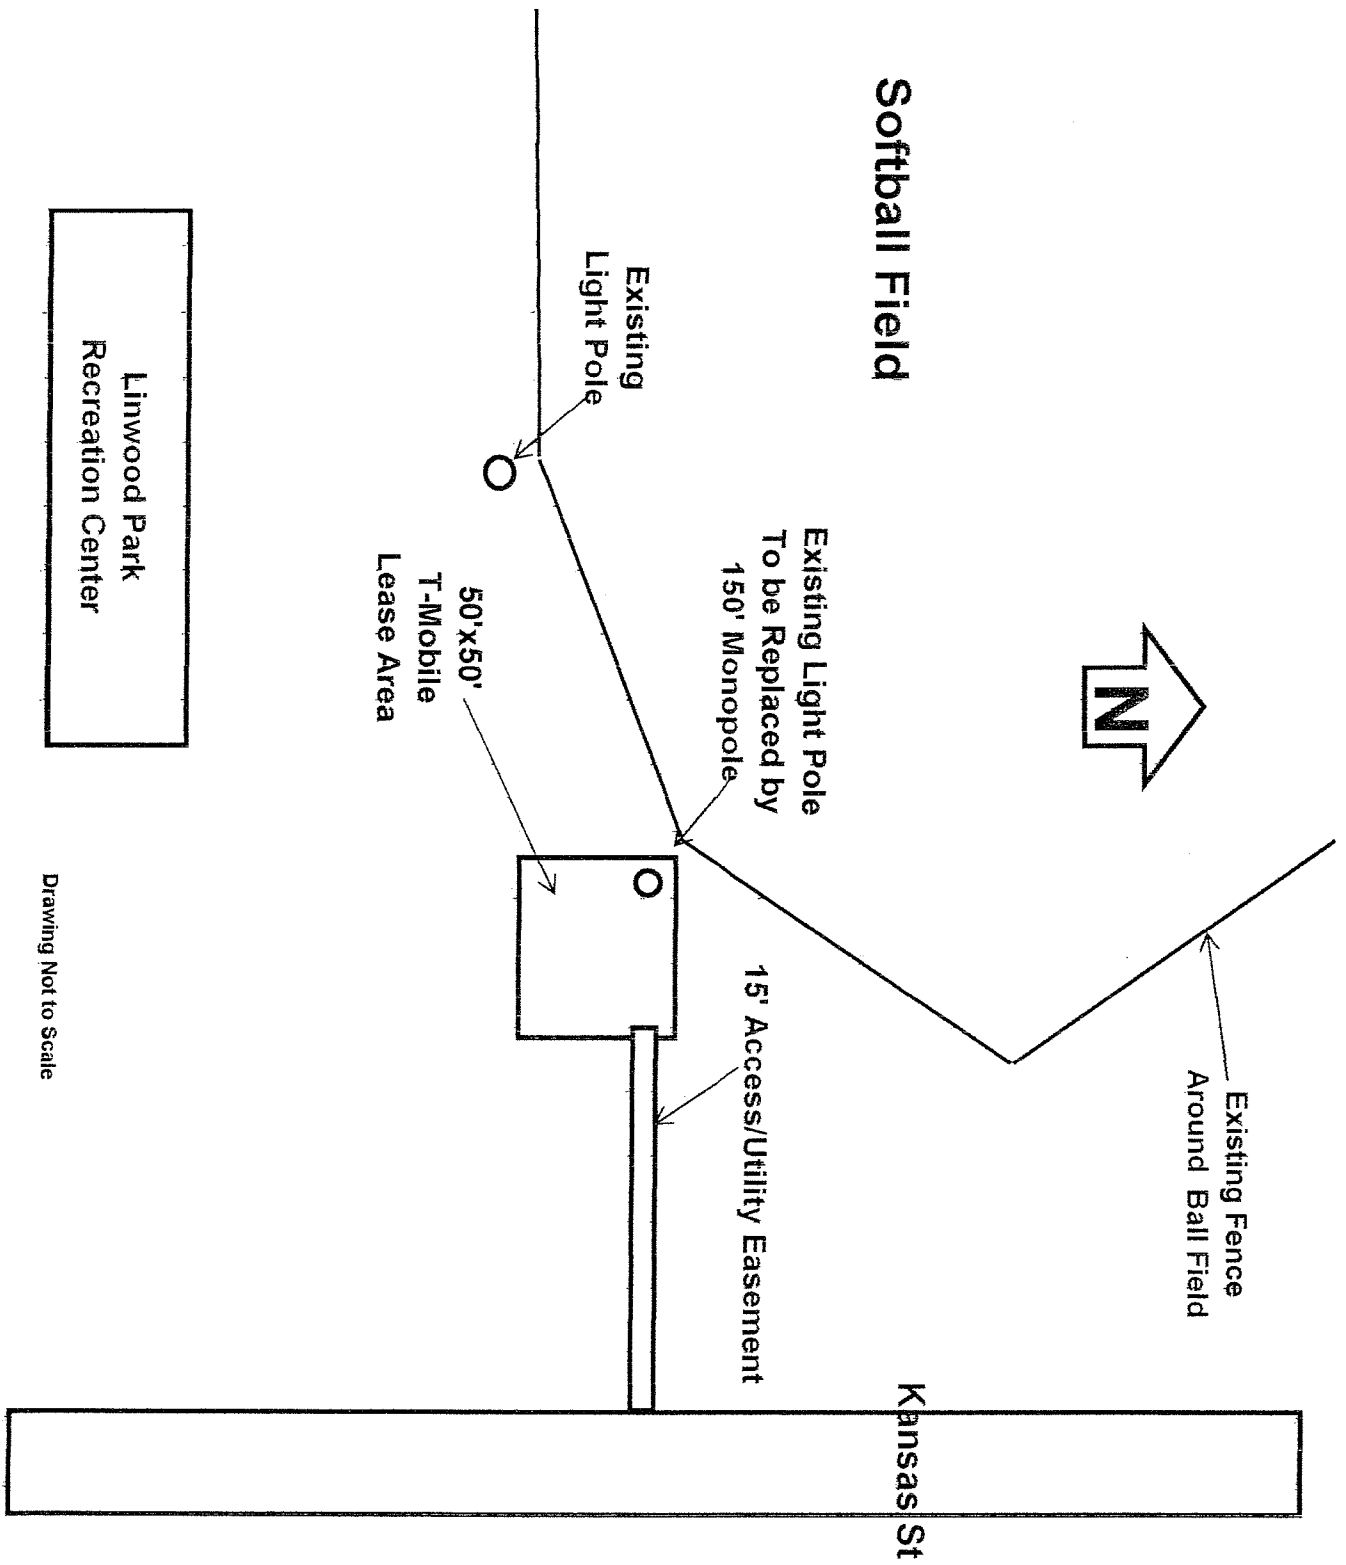 Softball Field
N
Existing Fence
Around Ball Field
Kansas St
Existing Light Pole
To be Replaced by
150' Monopole
15' Access/Utility Easement
Existing
Light Pole
50'x50'
T-Mobile
Lease Area
Linwood Park
Recreation Center
Drawing Not to Scale